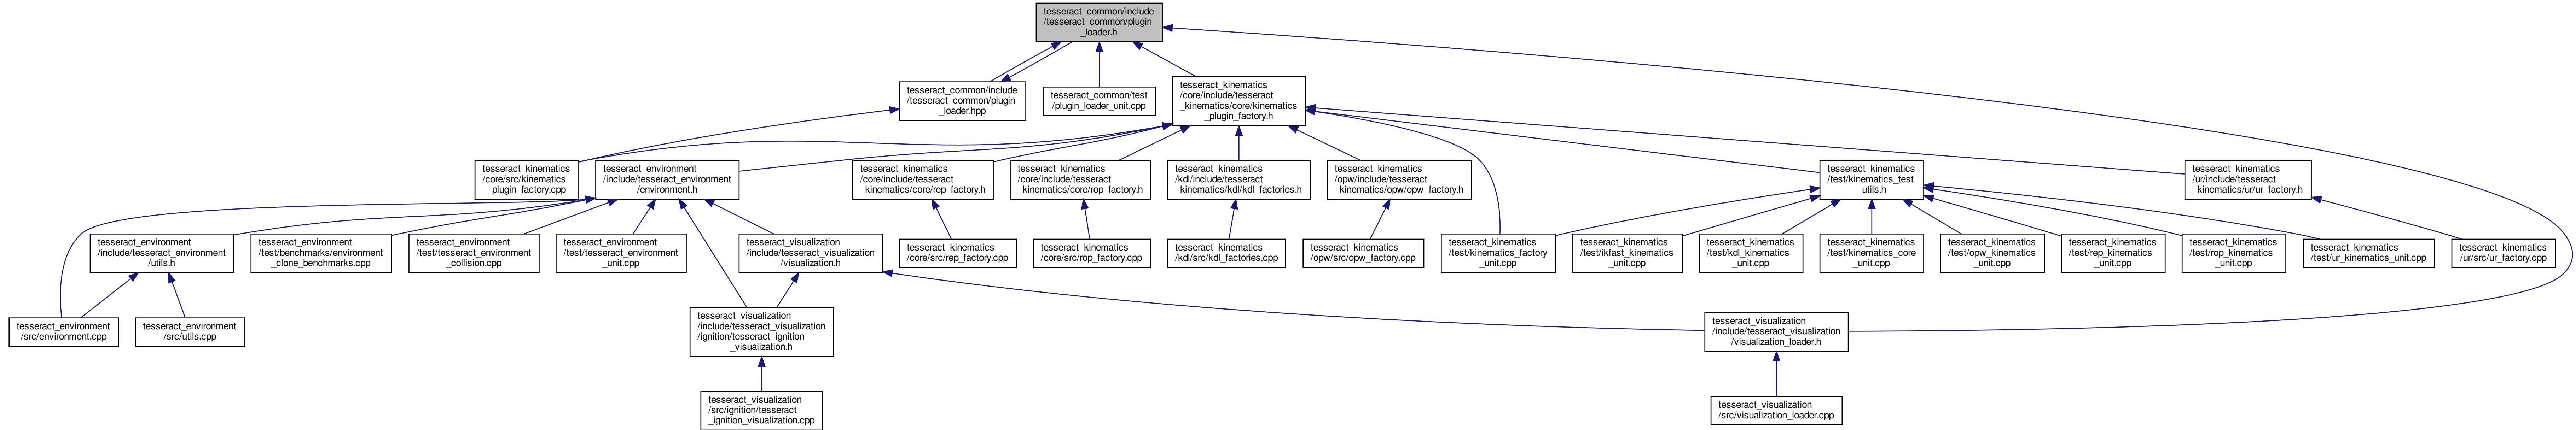 tesseract_common/include
/tesseract_common/plugin
_loader.h
tesseract_common/include
/tesseract_common/plugin
_loader.hpp
tesseract_common/test
/plugin_loader_unit.cpp
tesseract_kinematics
/core/include/tesseract
_kinematics/core/kinematics
_plugin_factory.h
tesseract_kinematics
/core/src/kinematics
_plugin_factory.cpp
tesseract_environment
/include/tesseract_environment
/environment.h
tesseract_kinematics
/core/include/tesseract
_kinematics/core/rep_factory.h
tesseract_kinematics
/core/include/tesseract
_kinematics/core/rop_factory.h
tesseract_kinematics
/kdl/include/tesseract
_kinematics/kdl/kdl_factories.h
tesseract_kinematics
/opw/include/tesseract
_kinematics/opw/opw_factory.h
tesseract_kinematics
/test/kinematics_test
_utils.h
tesseract_kinematics
/ur/include/tesseract
_kinematics/ur/ur_factory.h
tesseract_environment
/include/tesseract_environment
/utils.h
tesseract_environment
/test/benchmarks/environment
_clone_benchmarks.cpp
tesseract_environment
/test/tesseract_environment
_collision.cpp
tesseract_environment
/test/tesseract_environment
_unit.cpp
tesseract_visualization
/include/tesseract_visualization
/visualization.h
tesseract_kinematics
/core/src/rep_factory.cpp
tesseract_kinematics
/core/src/rop_factory.cpp
tesseract_kinematics
/kdl/src/kdl_factories.cpp
tesseract_kinematics
/opw/src/opw_factory.cpp
tesseract_kinematics
/test/kinematics_factory
_unit.cpp
tesseract_kinematics
/test/ikfast_kinematics
_unit.cpp
tesseract_kinematics
/test/kdl_kinematics
_unit.cpp
tesseract_kinematics
/test/kinematics_core
_unit.cpp
tesseract_kinematics
/test/opw_kinematics
_unit.cpp
tesseract_kinematics
/test/rep_kinematics
_unit.cpp
tesseract_kinematics
/test/rop_kinematics
_unit.cpp
tesseract_kinematics
/test/ur_kinematics_unit.cpp
tesseract_kinematics
/ur/src/ur_factory.cpp
tesseract_environment
/src/environment.cpp
tesseract_environment
/src/utils.cpp
tesseract_visualization
/include/tesseract_visualization
/ignition/tesseract_ignition
_visualization.h
tesseract_visualization
/include/tesseract_visualization
/visualization_loader.h
tesseract_visualization
/src/ignition/tesseract
_ignition_visualization.cpp
tesseract_visualization
/src/visualization_loader.cpp